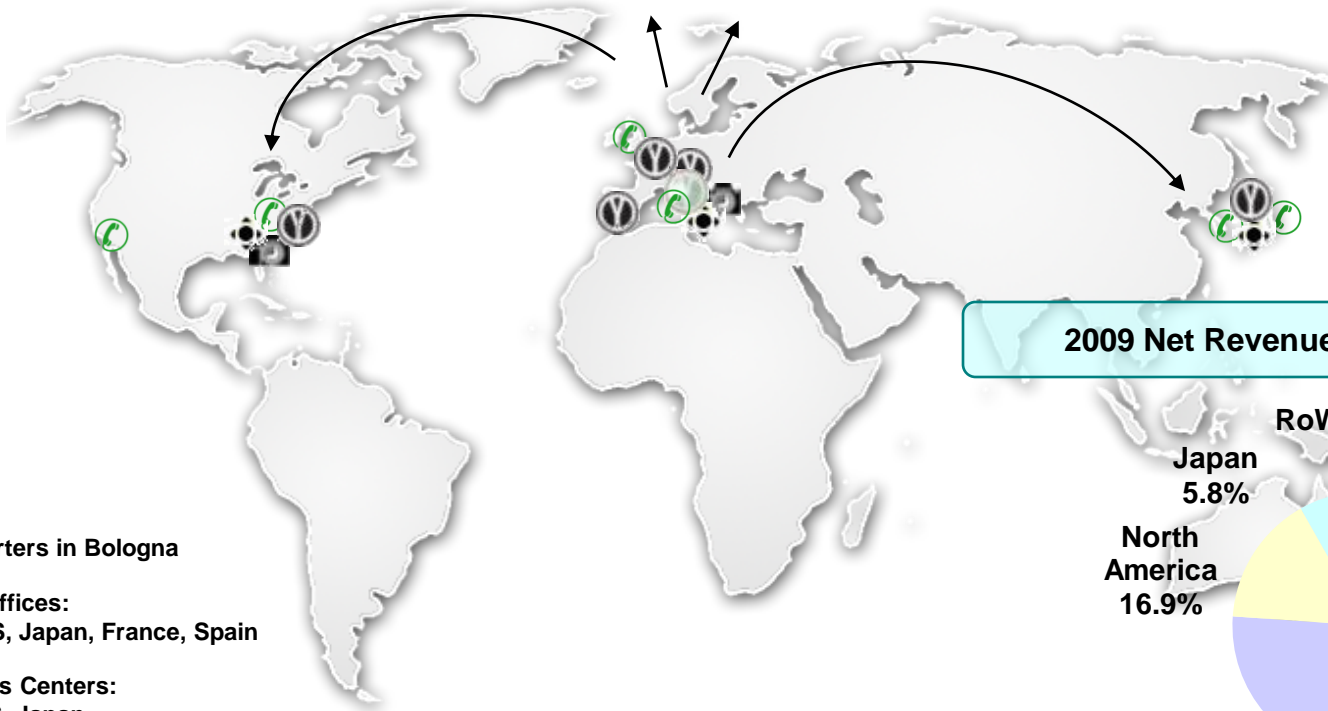 2009 Net Revenue
RoW
Japan
5.8%
North
America
16.9%
rters in Bologna
ffices:
S, Japan, France, Spain
s Centers:
, Japan